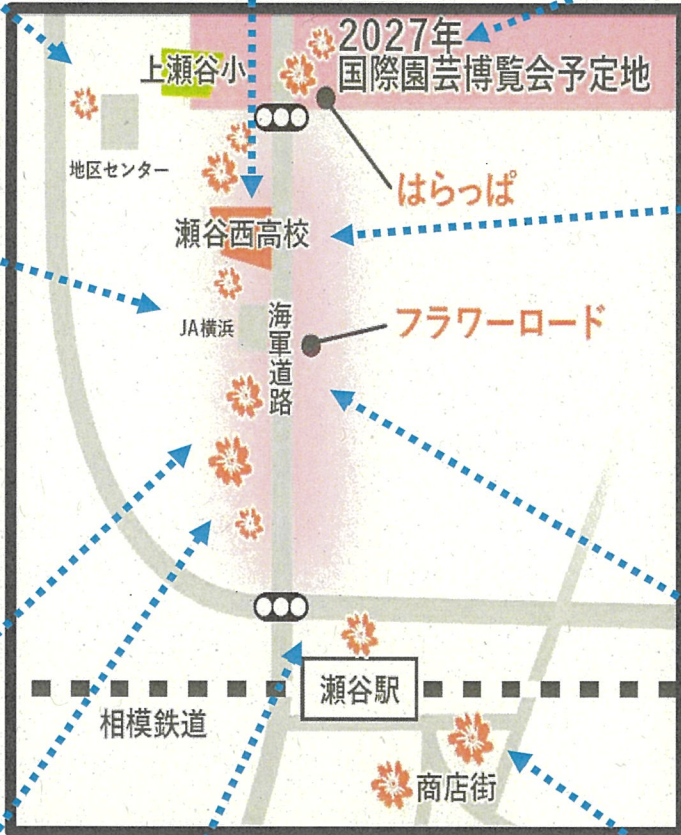 2027年
国際園芸博覧会予定地
上瀬谷小
地区センター
はらっぱ
瀬谷西高校
JA横浜
海軍道路
フラワーロード
瀬谷駅
相模鉄道
商店街